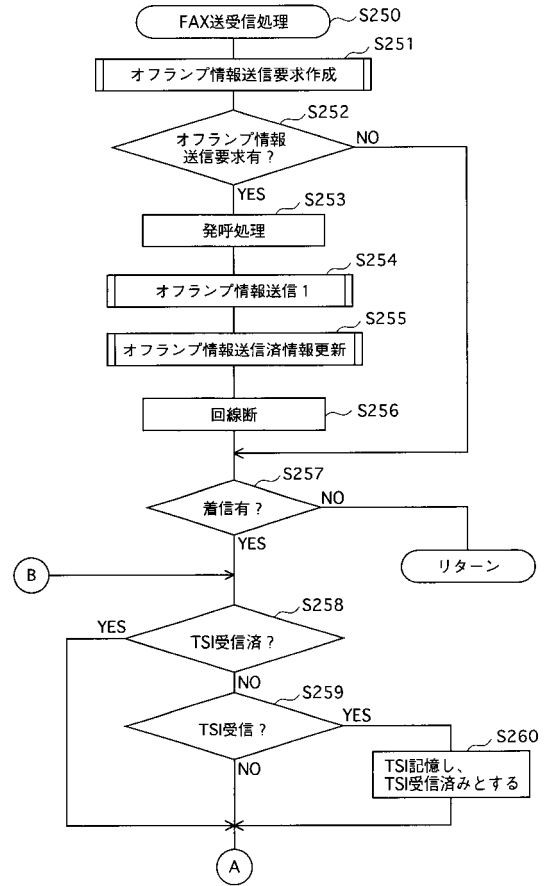 FAX送受信処理
S250
S251
オフランプ情報送信要求作成
S252
オフランプ情報
送信要求有？
NO
YES
S253
発呼処理
S254
オフランプ情報送信１
S255
オフランプ情報送信済情報更新
回線断
S256
S257
着信有？
NO
YES
リターン
B
S258
YES
TSI受信済？
NO
S259
TSI受信？
YES
NO
S260
TSI記憶し、
TSI受信済みとする
A